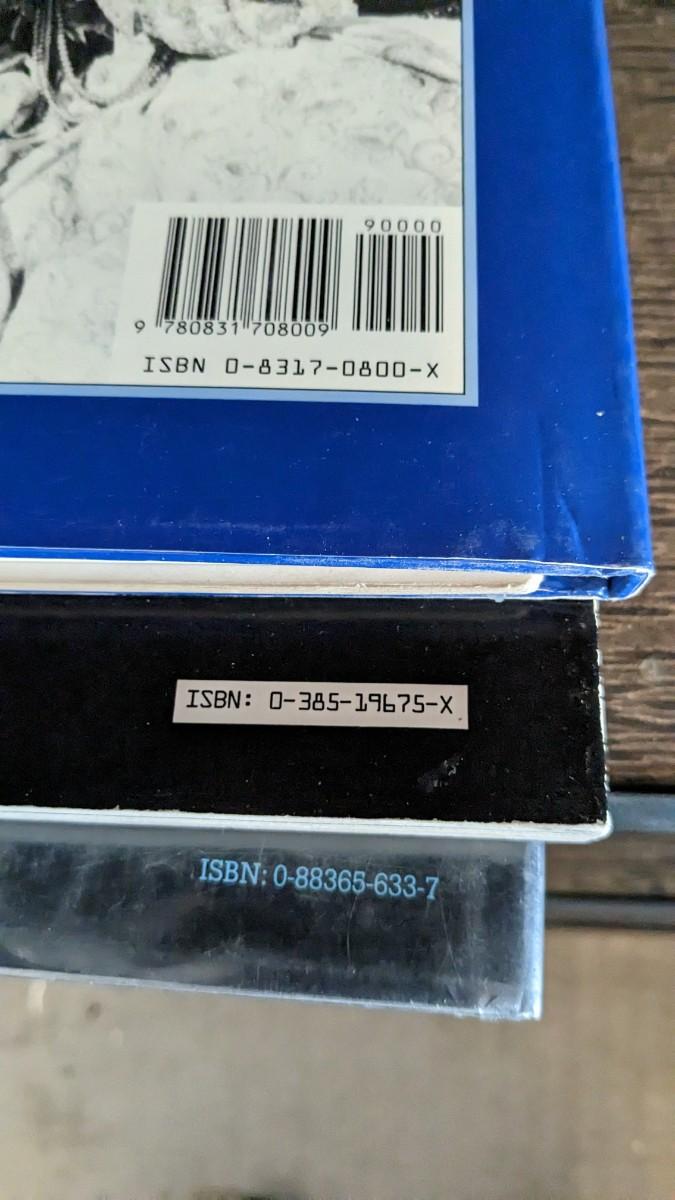 90000
9 780831 708009
ISBN 0-8317-0800-X
ISBN: 0-385-19675-X
ISBN: 0-88365-633-7